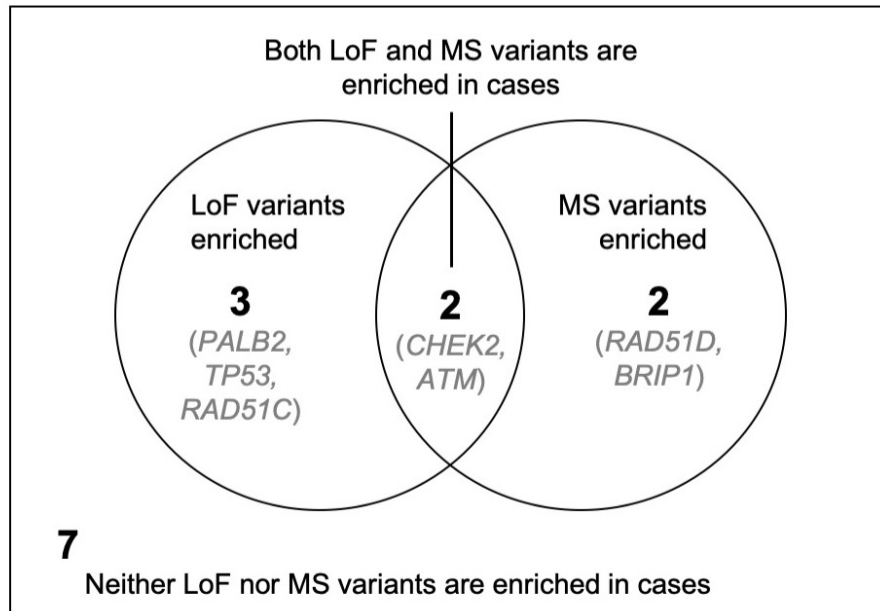 Both LoF and MS variants are
enriched in cases
LoF variants
enriched
3
(PALB2,
TP53,
RAD51C)
2
(CHEK2,
ATM)
MS variants
enriched
2
(RAD51D,
BRIP1)
7
Neither LoF nor MS variants are enriched in cases